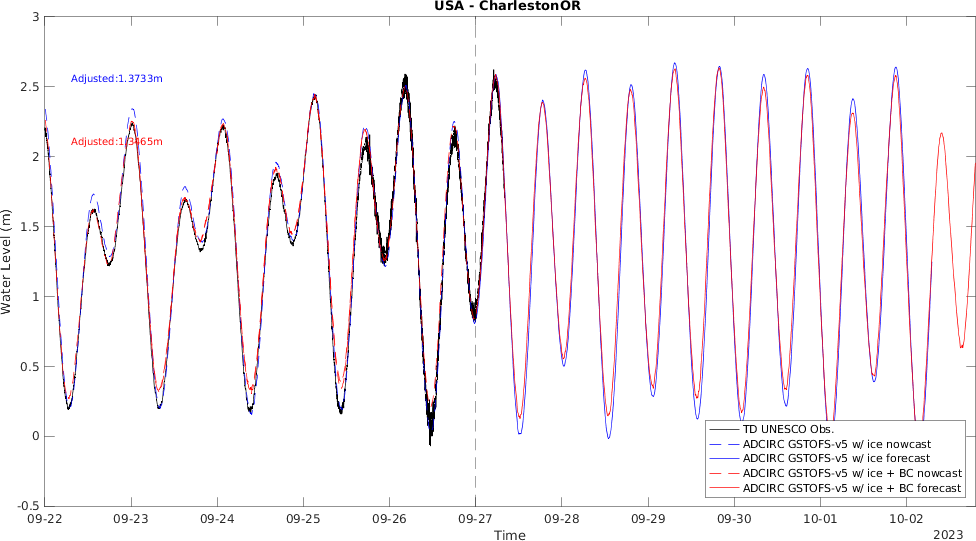 USA - CharlestonOR
Adjusted:1.3733m
Adjusted:1.3465m
Water Level (m)
3
2.5
2
1.5
1
0.5
0
-0.5
TD UNESCO Obs.
ADCIRC GSTOFS-v5 w/ ice nowcast
ADCIRC GSTOFS-v5 w/ ice forecast
ADCIRC GSTOFS-v5 w/ ice + BC nowcast
ADCIRC GSTOFS-v5 w/ ice + BC forecast
09-22 09-23 09-24 09-25 09-26 09-27 09-28 09-29 09-30 10-01 10-02
Time
2023